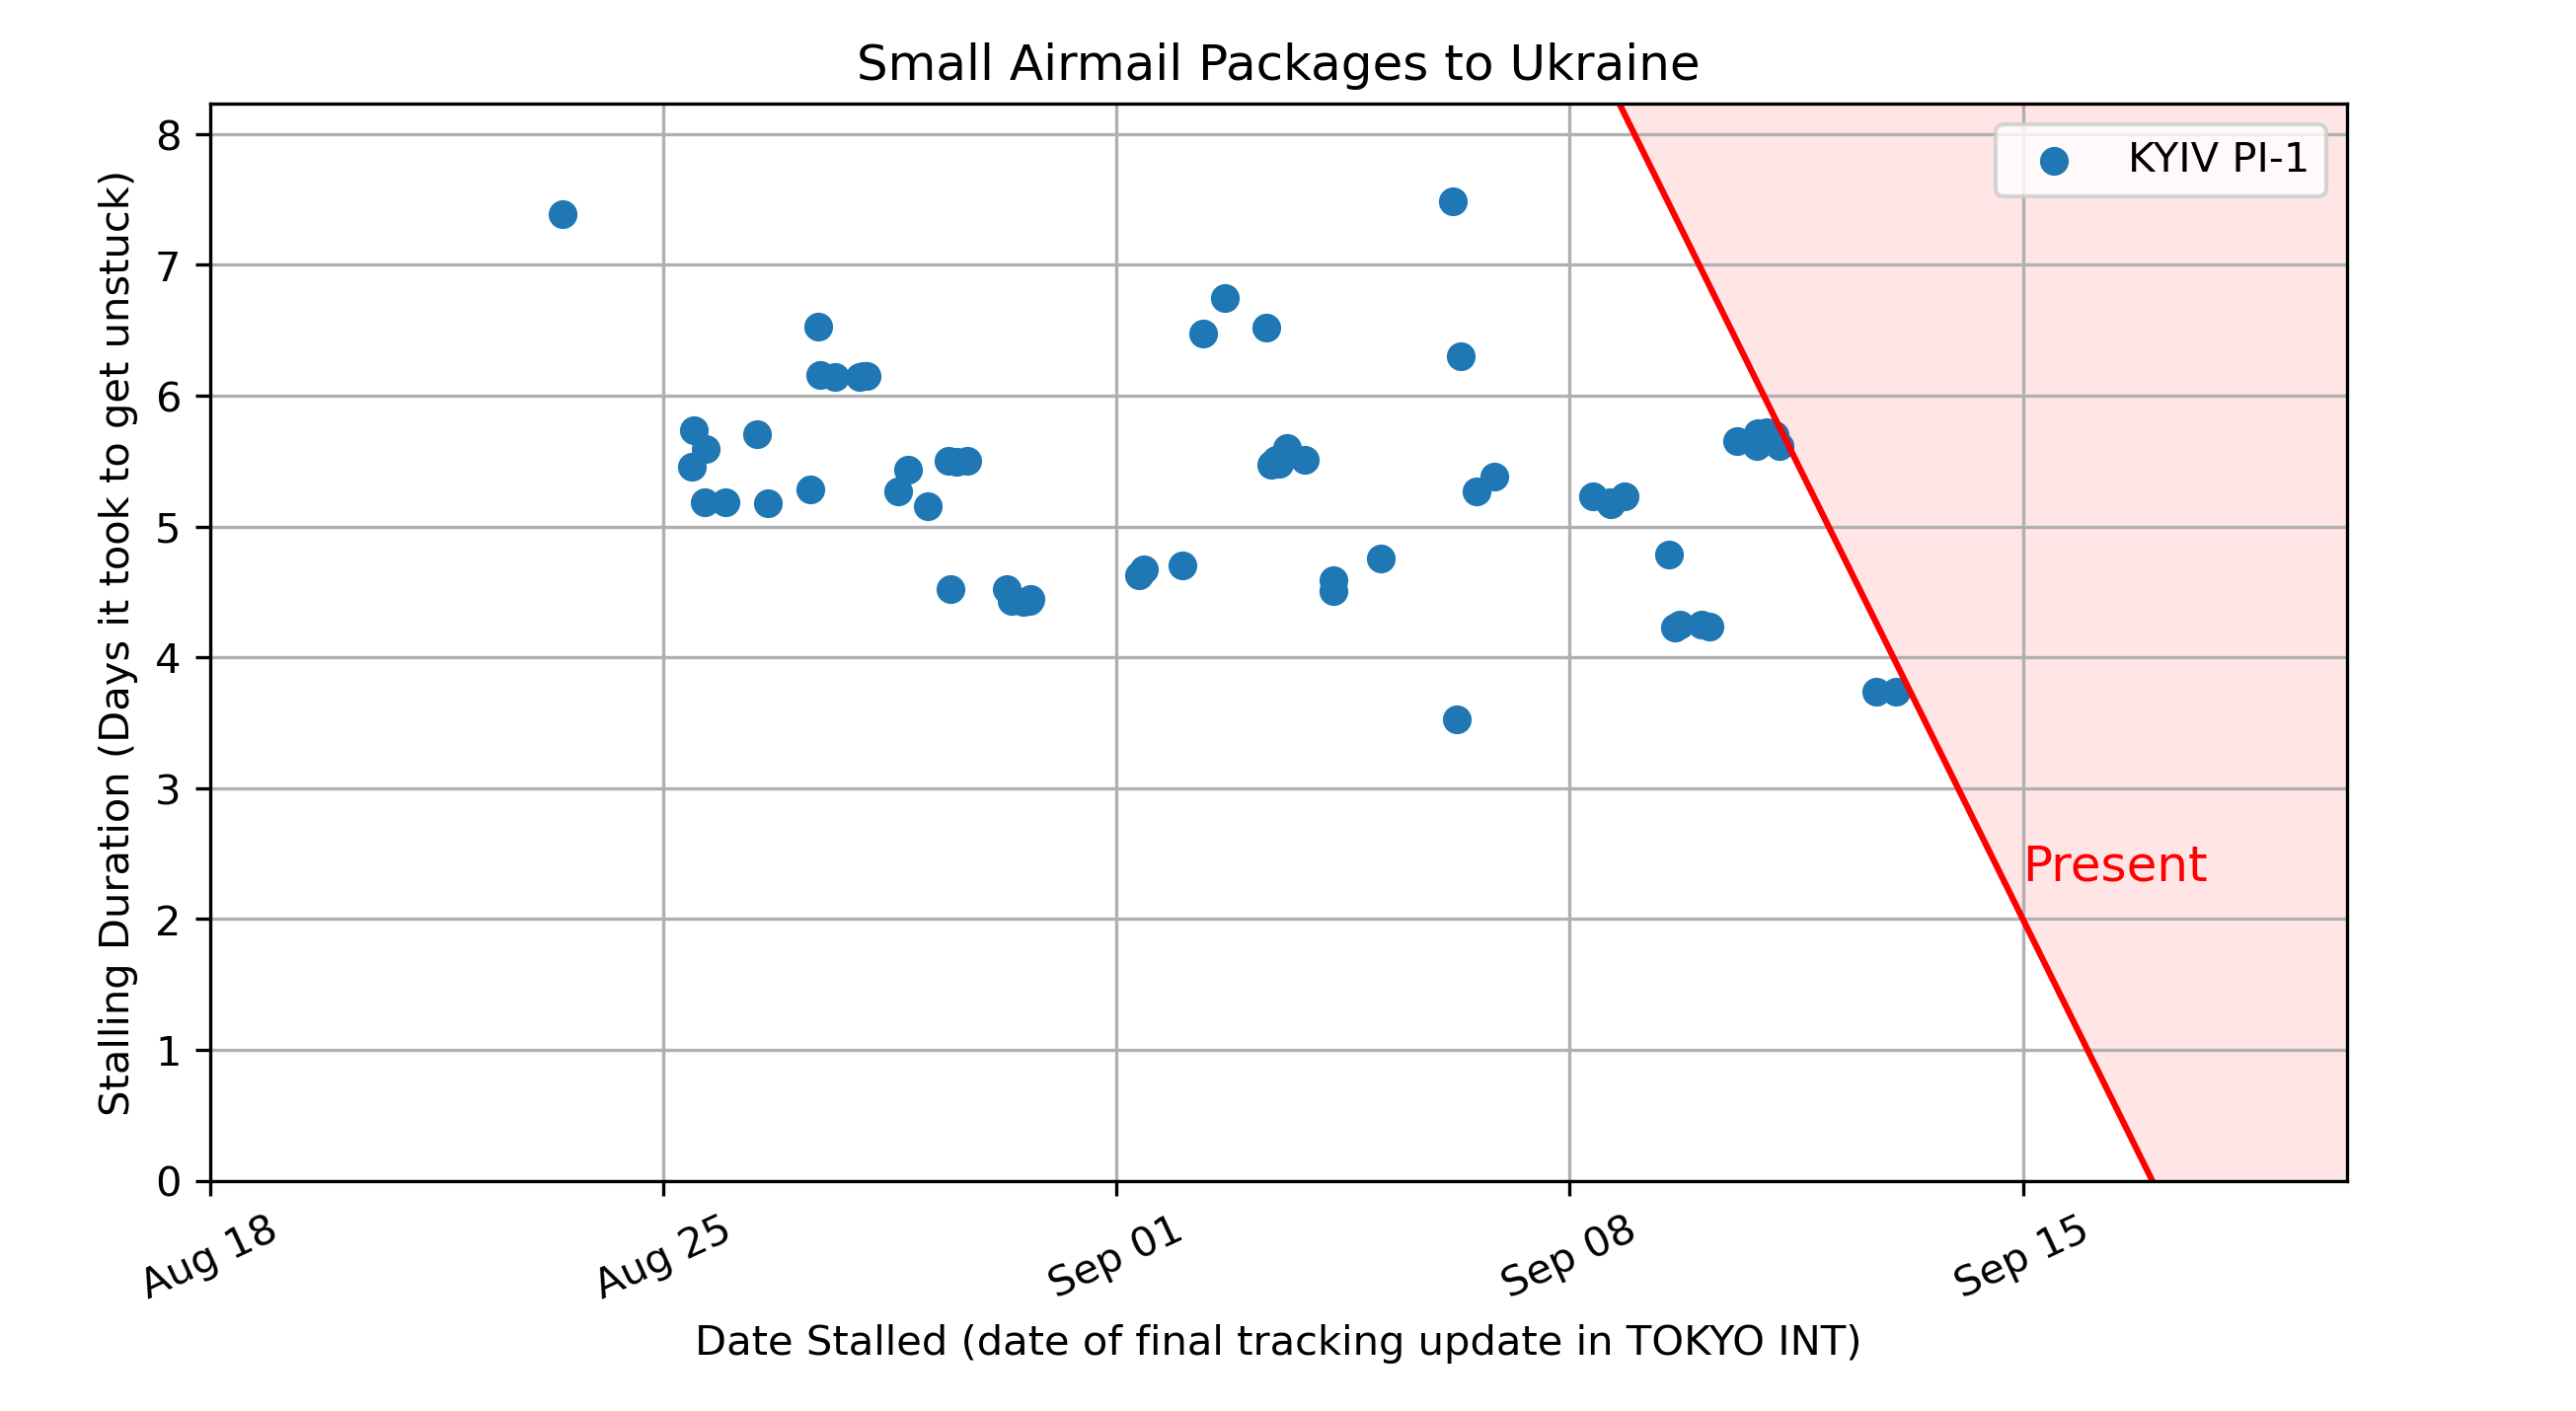 Small Airmail Packages to Ukraine
Stalling Duration (Days it took to get unstuck)
8
7
6
5
4
3
2
1
0
KYIV PI-1
Present
Aug 18
Aug 25
Sep 01
Sep 08
Sep 15
Date Stalled (date of final tracking update in TOKYO INT)